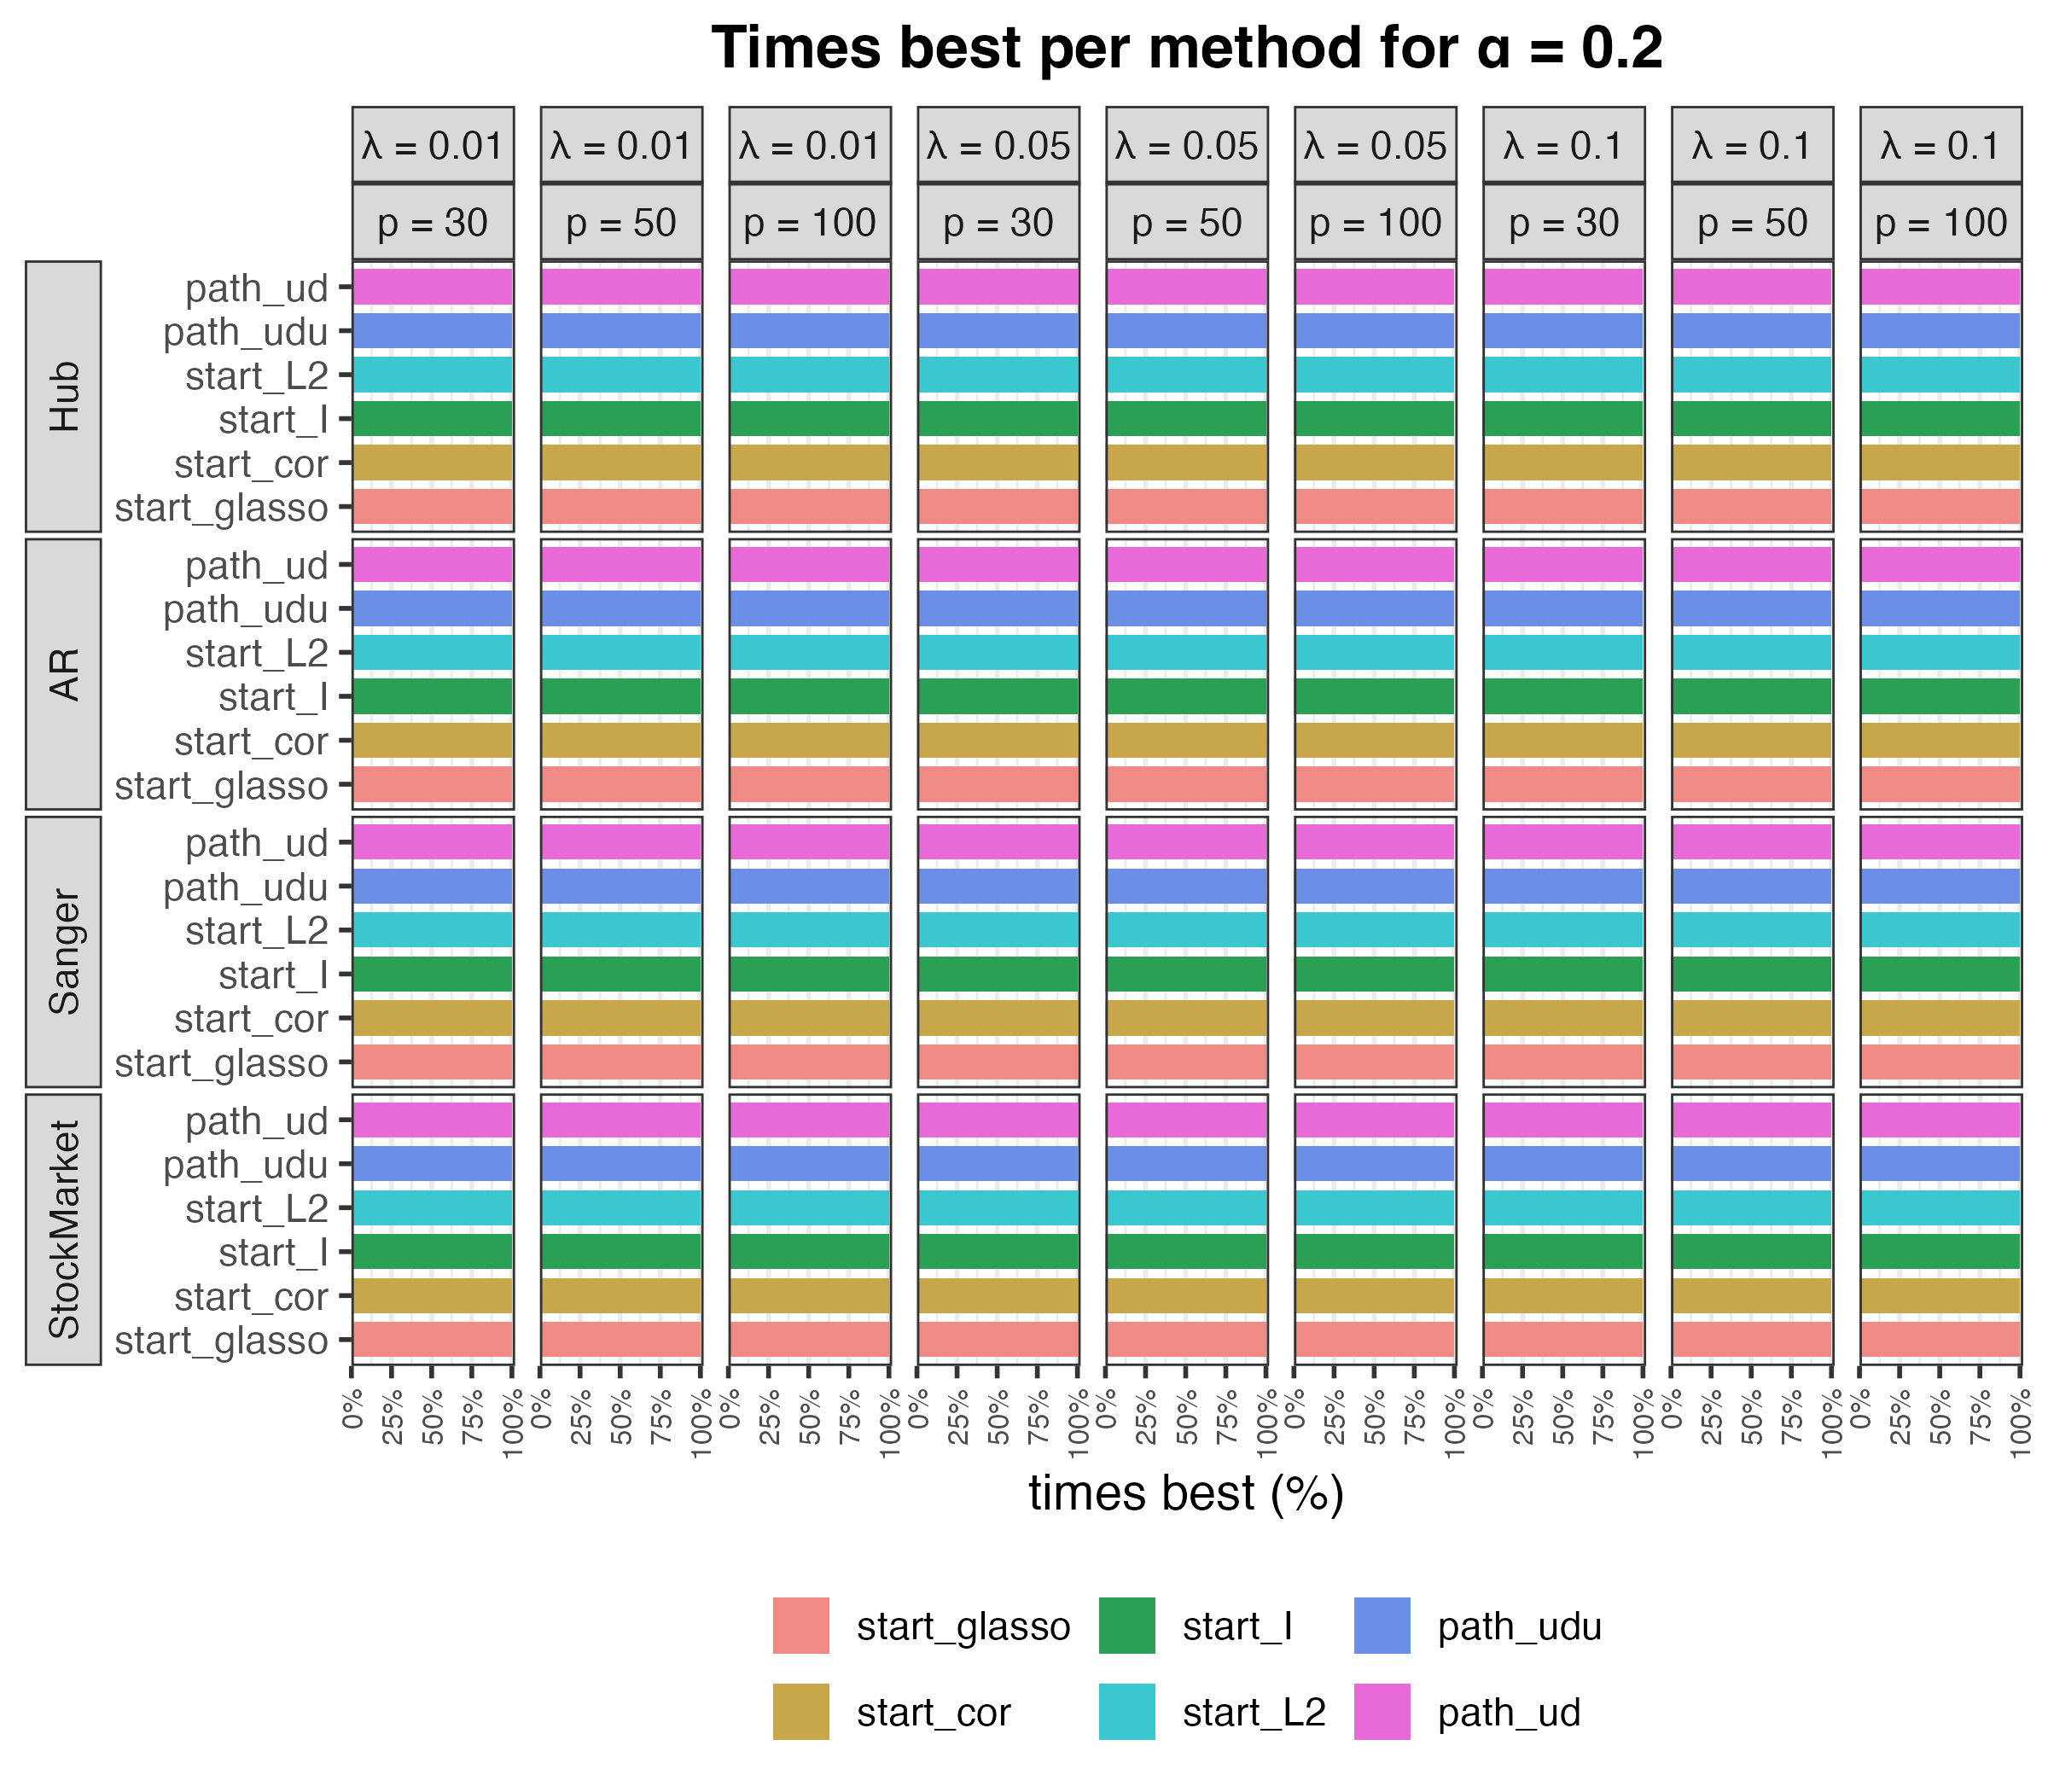 Times best per method for α = 0.2
λ = 0.01 λ = 0.01 λ = 0.01 λ = 0.05 λ = 0.05 λ = 0.05 λ = 0.1 λ = 0.1 λ = 0.1
p = 30 p = 50 p = 100 p = 30 p = 50 p = 100 p = 30 p = 50 p = 100
Hub
path_ud
path_udu
start_L2
start_I
start_cor
start_glasso
AR
path_ud
path_udu
start_L2
start_I
start_cor
start_glasso
Sanger
path_ud
path_udu
start_L2
start_I
start_cor
start_glasso
StockMarket
path_ud
path_udu
start_L2
start_I
start_cor
start_glasso
0% 25% 50% 75% 100% 0% 25% 50% 75% 100% 0% 25% 50% 75% 100% 0% 25% 50% 75% 100% 0% 25% 50% 75% 100% 0% 25% 50% 75% 100% 0% 25% 50% 75% 100% 0% 25% 50% 75% 100% 0% 25% 50% 75% 100%
times best (%)
start_glasso start_I path_udu
start_cor start_L2 path_ud